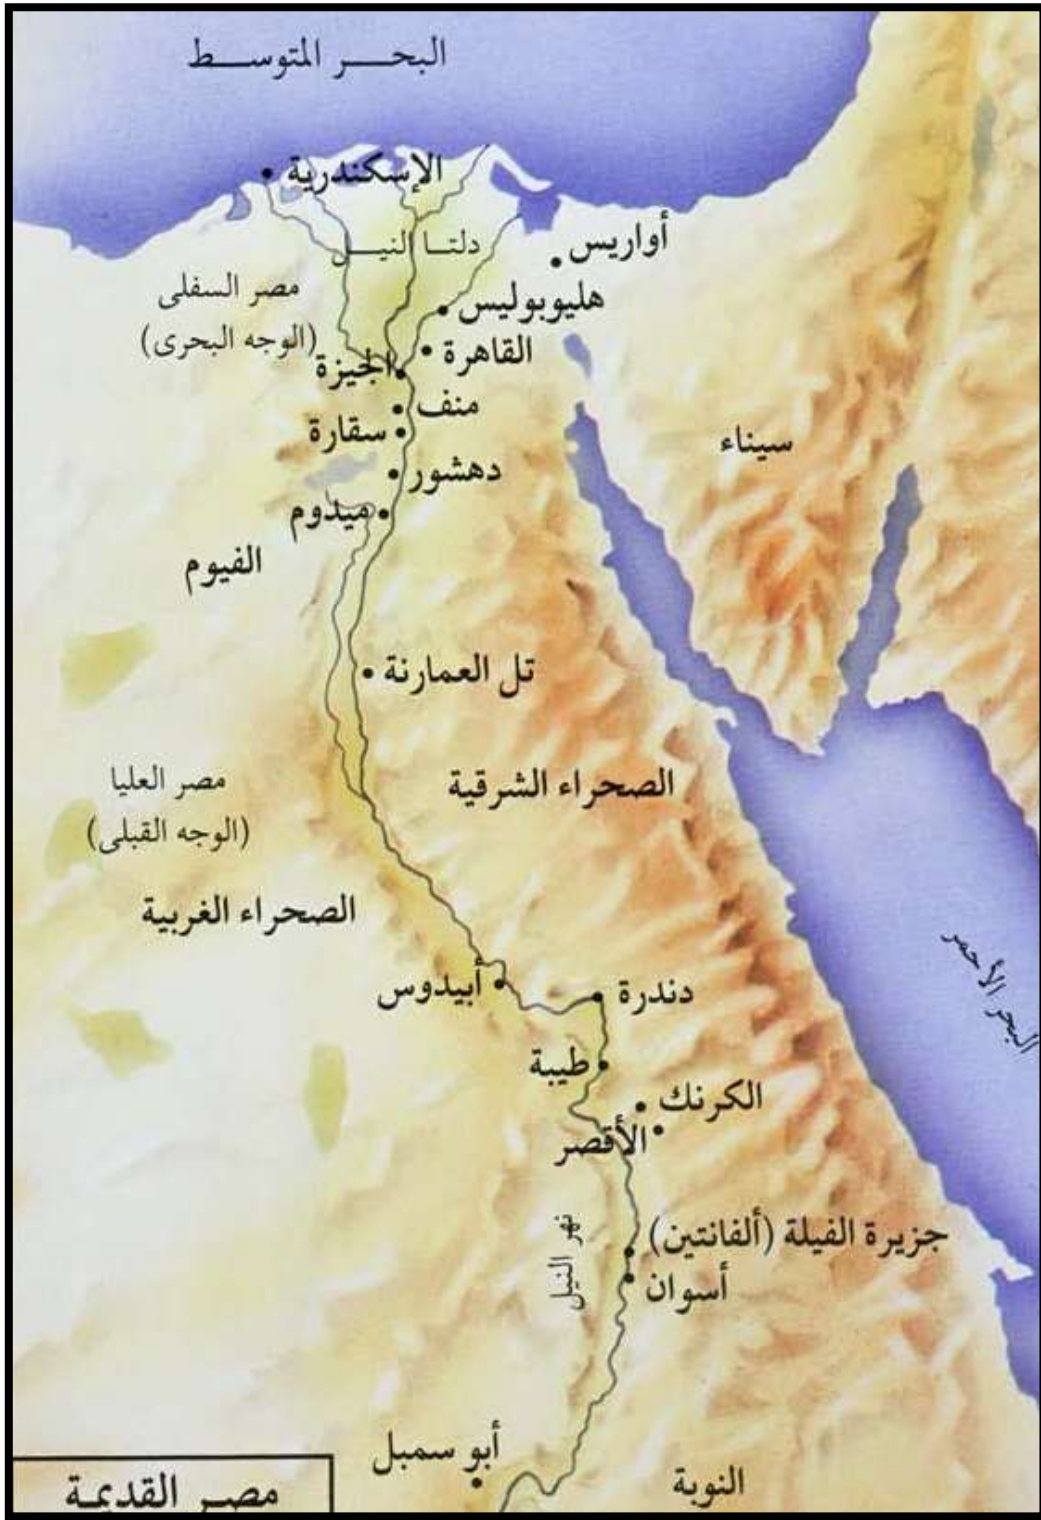 البحر المتوسط
الإسكندرية
دلتا النيل
أواريس
مصر السفلى
(الوجه البحرى)
هليوبوليس
القاهرة
الجيزة
منف
سقارة
سيناء
دهشور
ميدوم
الفيوم
تل العمارنة
مصر العليا
(الوجه القبلى)
الصحراء الشرقية
الصحراء الغربية
البحر الأحمر
أبيدوس
دندرة
طيبة
الكرنك
الأقصر
جزيرة الفيلة (ألفانتين)
نهر النيل
أسوان
أبو سمبل
النوبة
مصر القديمة